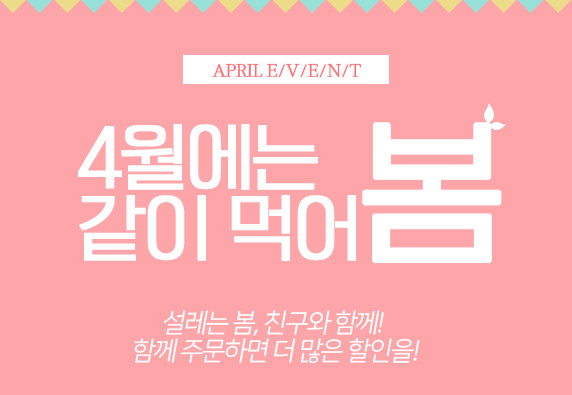 APRIL E/V/E/N/T
4월에는
같이 먹어봄
설레는 봄, 친구와 함께!
함께 주문하면 더 많은 할인을!